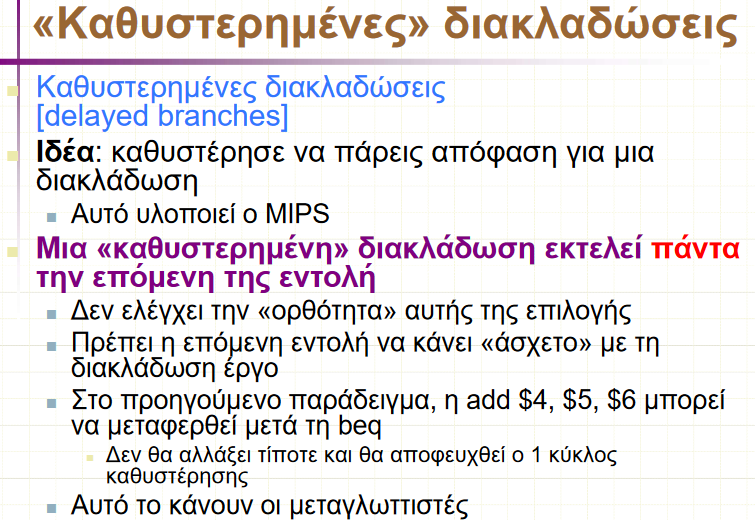 «Καθυστερημένες» διακλαδώσεις
Καθυστερημένες διακλαδώσεις
[delayed branches]
Ιδέα: καθυστέρησε να πάρεις απόφαση για μια
διακλάδωση
Αυτό υλοποιεί ο MIPS
Μια «καθυστερημένη» διακλάδωση εκτελεί πάντα
την επόμενη της εντολή
Δεν ελέγχει την «ορθότητα» αυτής της επιλογής
Πρέπει η επόμενη εντολή να κάνει «άσχετο» με τη
διακλάδωση έργο
Στο προηγούμενο παράδειγμα, η add $4, $5, $6 μπορεί
να μεταφερθεί μετά τη beq
Δεν θα αλλάξει τίποτε και θα αποφευχθεί ο 1 κύκλος
καθυστέρησης
Αυτό το κάνουν οι μεταγλωττιστές